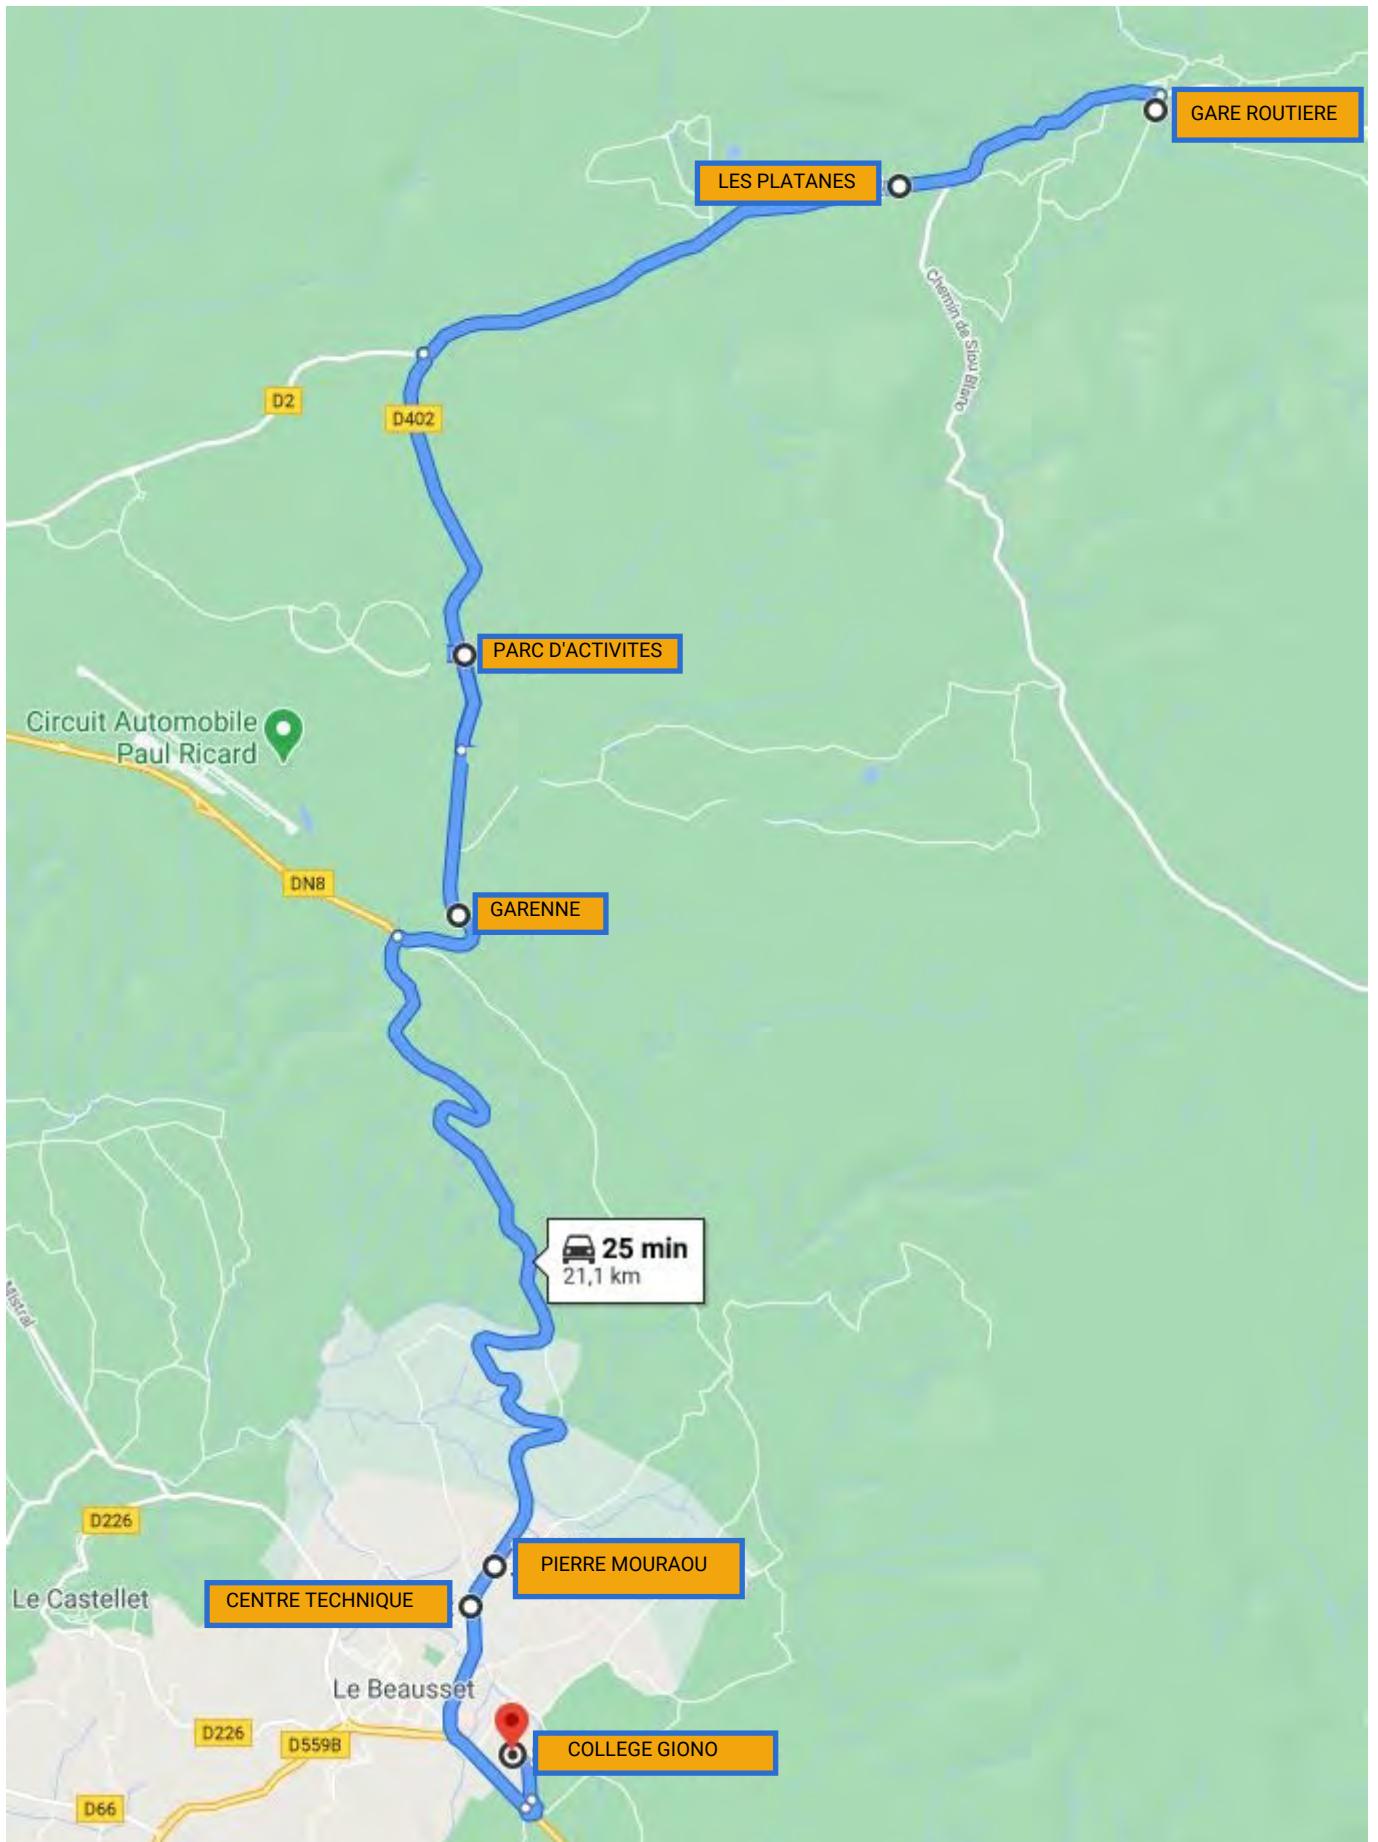 GARE ROUTIERE
LES PLATANES
Chemin de Siou Blanc
D2
D402
PARC D'ACTIVITES
Circuit Automobile
Paul Ricard
DN8
GARENNE
25 min
21,1 km
Mistral
D226
PIERRE MOURAOU
Le Castellet
CENTRE TECHNIQUE
Le Beausset
D226
D559B
COLLEGE GIONO
D66